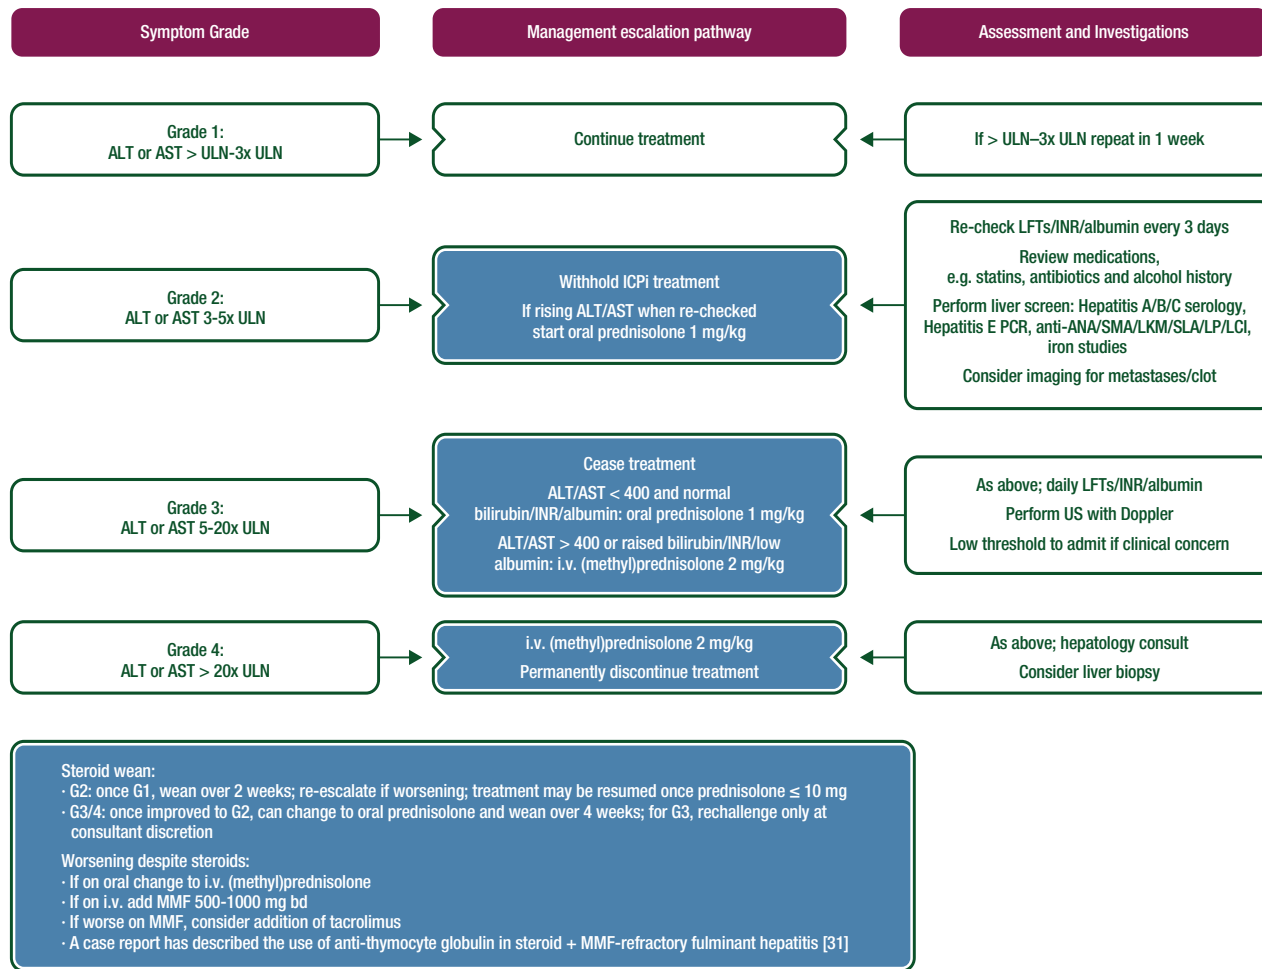 Symptom Grade
Management escalation pathway
Assessment and Investigations
Grade 1:
ALT or AST > ULN-3x ULN
Continue treatment
If > ULN–3x ULN repeat in 1 week
Grade 2:
ALT or AST 3-5x ULN
Withhold ICPi treatment
If rising ALT/AST when re-checked
start oral prednisolone 1 mg/kg
Re-check LFTs/INR/albumin every 3 days
Review medications,
e.g. statins, antibiotics and alcohol history
Perform liver screen: Hepatitis A/B/C serology,
Hepatitis E PCR, anti-ANA/SMA/LKM/SLA/LP/LCI,
iron studies
Consider imaging for metastases/clot
Grade 3:
ALT or AST 5-20x ULN
Cease treatment
ALT/AST < 400 and normal
bilirubin/INR/albumin: oral prednisolone 1 mg/kg
ALT/AST > 400 or raised bilirubin/INR/low
albumin: i.v. (methyl)prednisolone 2 mg/kg
As above; daily LFTs/INR/albumin
Perform US with Doppler
Low threshold to admit if clinical concern
Grade 4:
ALT or AST > 20x ULN
i.v. (methyl)prednisolone 2 mg/kg
Permanently discontinue treatment
As above; hepatology consult
Consider liver biopsy
Steroid wean:
· G2: once G1, wean over 2 weeks; re-escalate if worsening; treatment may be resumed once prednisolone ≤ 10 mg
· G3/4: once improved to G2, can change to oral prednisolone and wean over 4 weeks; for G3, rechallenge only at
consultant discretion
Worsening despite steroids:
· If on oral change to i.v. (methyl)prednisolone
· If on i.v. add MMF 500-1000 mg bd
· If worse on MMF, consider addition of tacrolimus
· A case report has described the use of anti-thymocyte globulin in steroid + MMF-refractory fulminant hepatitis [31]